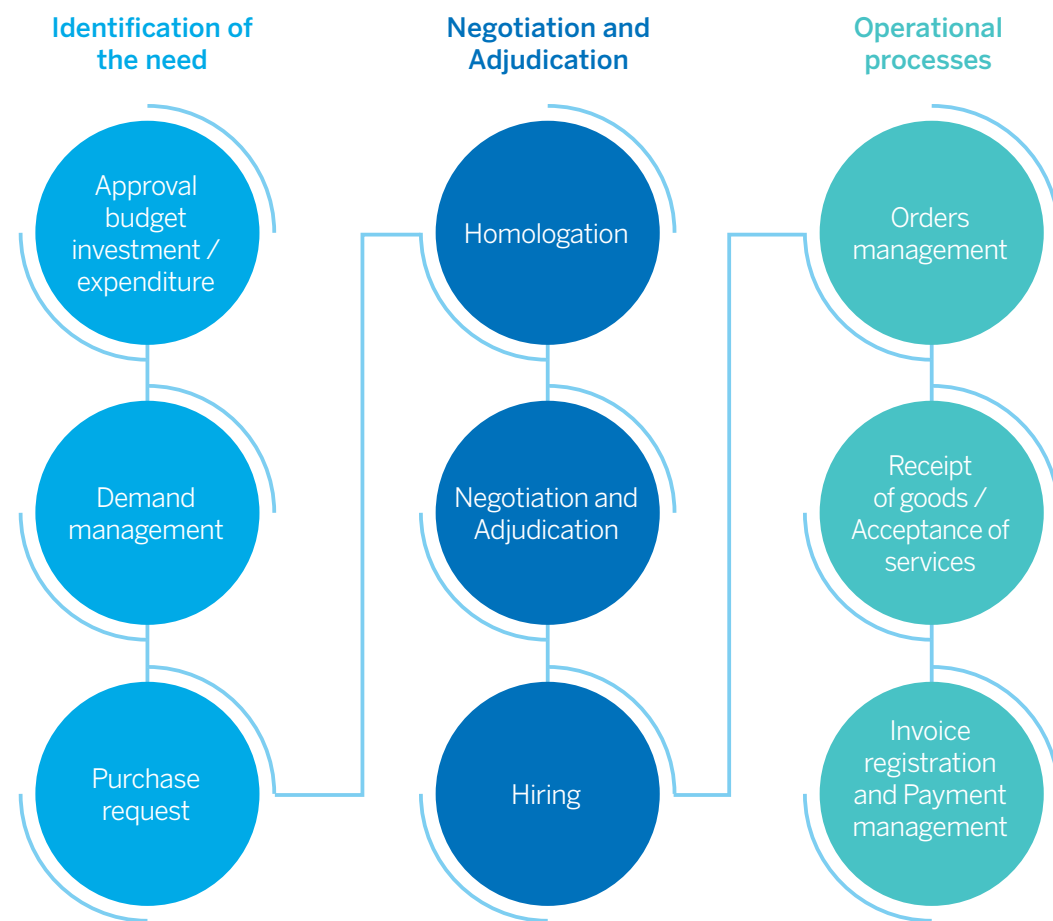 Identification of
the need
Approval
budget
investment /
expenditure
Demand
management
Purchase
request
Negotiation and
Adjudication
Homologation
Negotiation and
Adjudication
Hiring
Operational
processes
Orders
management
Receipt
of goods /
Acceptance of
services
Invoice
registration
and Payment
management